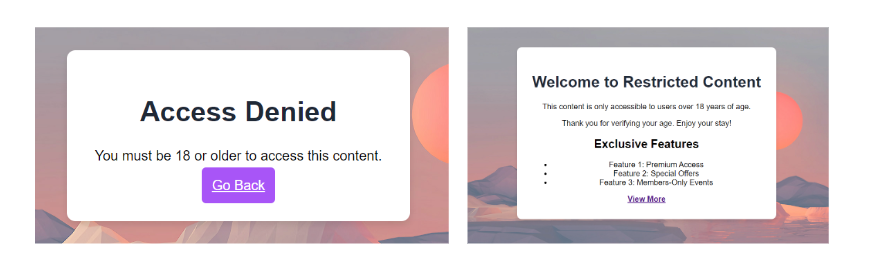 Access Denied
You must be 18 or older to access this content.
Go Back
Welcome to Restricted Content
This content is only accessible to users over 18 years of age.
Thank you for verifying your age. Enjoy your stay!
Exclusive Features
Feature 1: Premium Access
Feature 2: Special Offers
Feature 3: Members-Only Events
View More